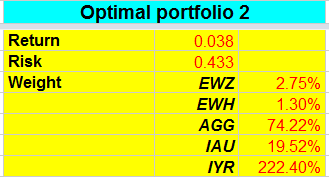 Optimal portfolio 2
Return 0.038
Risk 0.433
Weight EWZ 2.75%
EWH 1.30%
AGG 74.22%
IAU 19.52%
IYR 222.40%